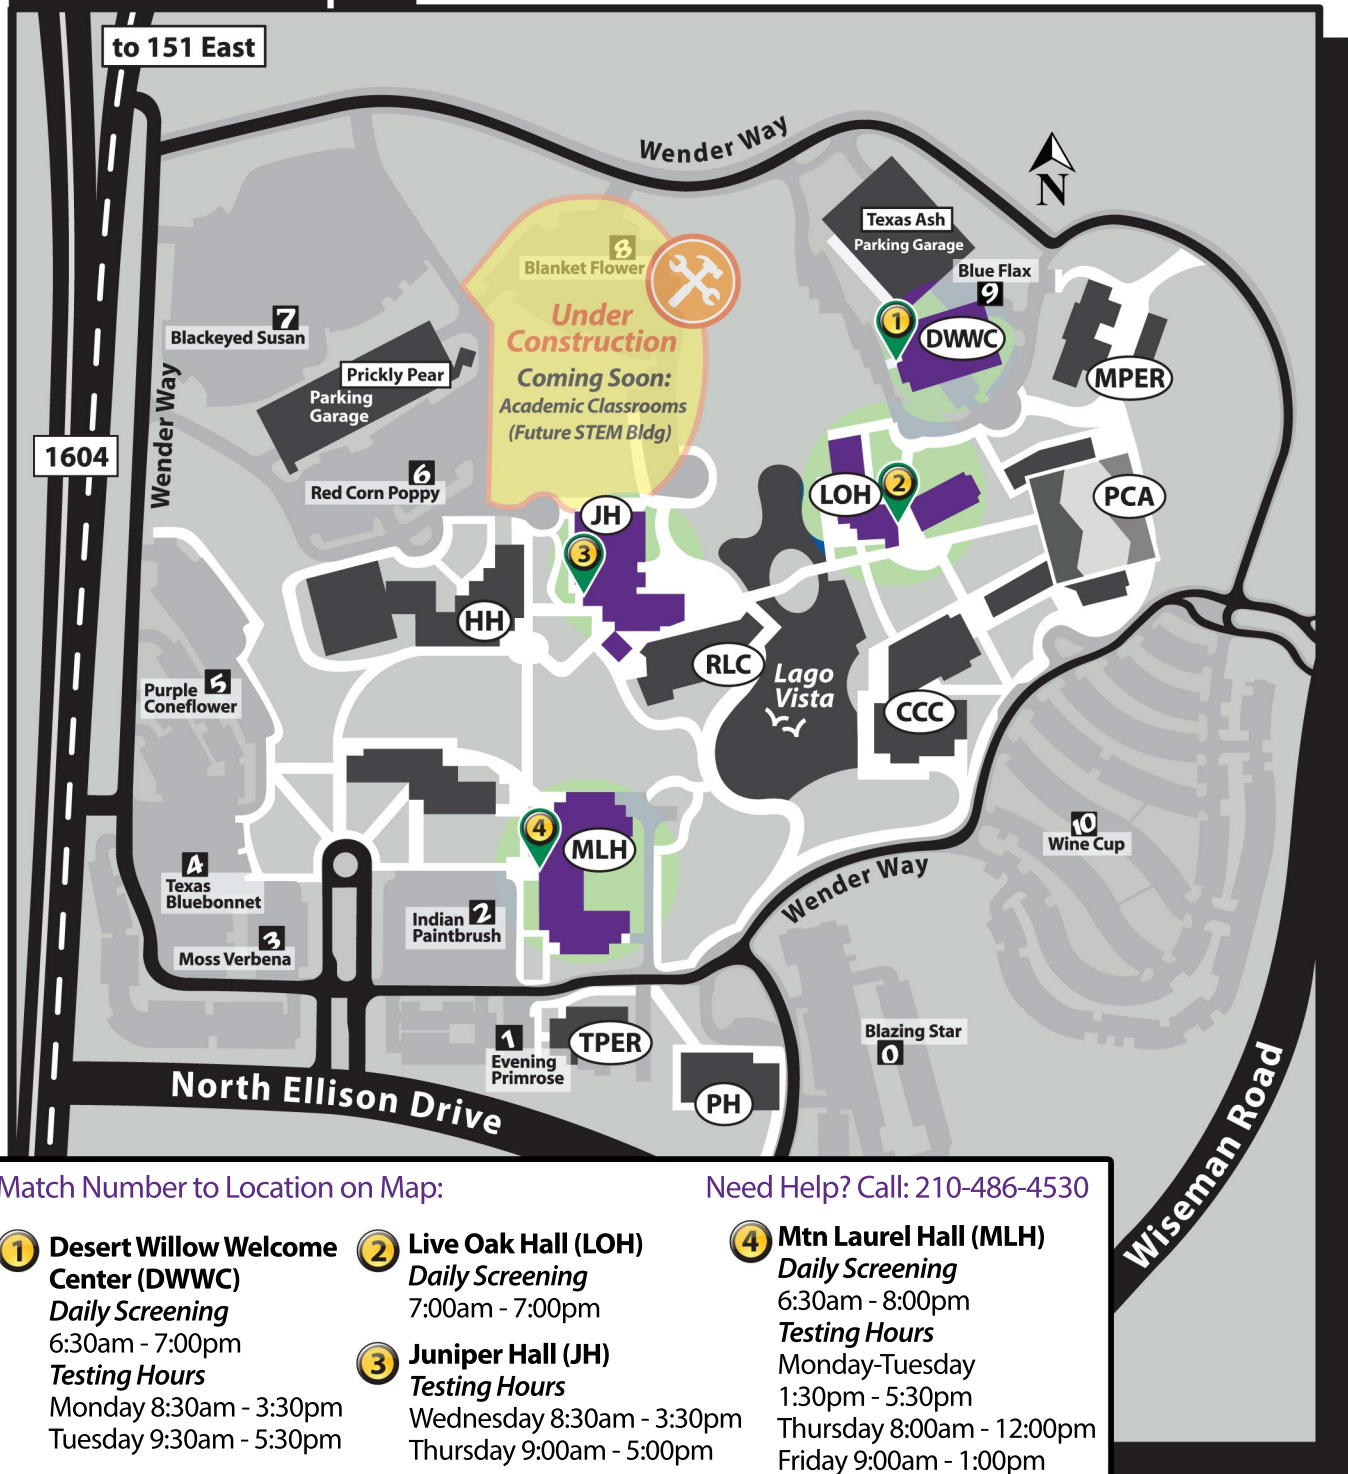 to 151 East
Wender Way
N
Texas Ash
Parking Garage
Blue Flax
9
8
Blanket Flower
Under
Construction
Coming Soon:
Academic Classrooms
(Future STEM Bldg)
1
DWWC
MPER
7
Blackeyed Susan
Prickly Pear
Parking
Garage
Wender Way
1604
6
Red Corn Poppy
LOH
2
PCA
JH
3
HH
RLC
Lago
Vista
CCC
Purple 5
Coneflower
4
MLH
10
Wine Cup
Wender Way
4
Texas
Bluebonnet
Indian 2
Paintbrush
3
Moss Verbena
1
Evening
Primrose
TPER
PH
Blazing Star
0
North Ellison Drive
Wiseman Road
Match Number to Location on Map:
Need Help? Call: 210-486-4530
1 Desert Willow Welcome
Center (DWWC)
Daily Screening
6:30am - 7:00pm
Testing Hours
Monday 8:30am - 3:30pm
Tuesday 9:30am - 5:30pm
2 Live Oak Hall (LOH)
Daily Screening
7:00am - 7:00pm
3 Juniper Hall (JH)
Testing Hours
Wednesday 8:30am - 3:30pm
Thursday 9:00am - 5:00pm
4 Mtn Laurel Hall (MLH)
Daily Screening
6:30am - 8:00pm
Testing Hours
Monday-Tuesday
1:30pm - 5:30pm
Thursday 8:00am - 12:00pm
Friday 9:00am - 1:00pm